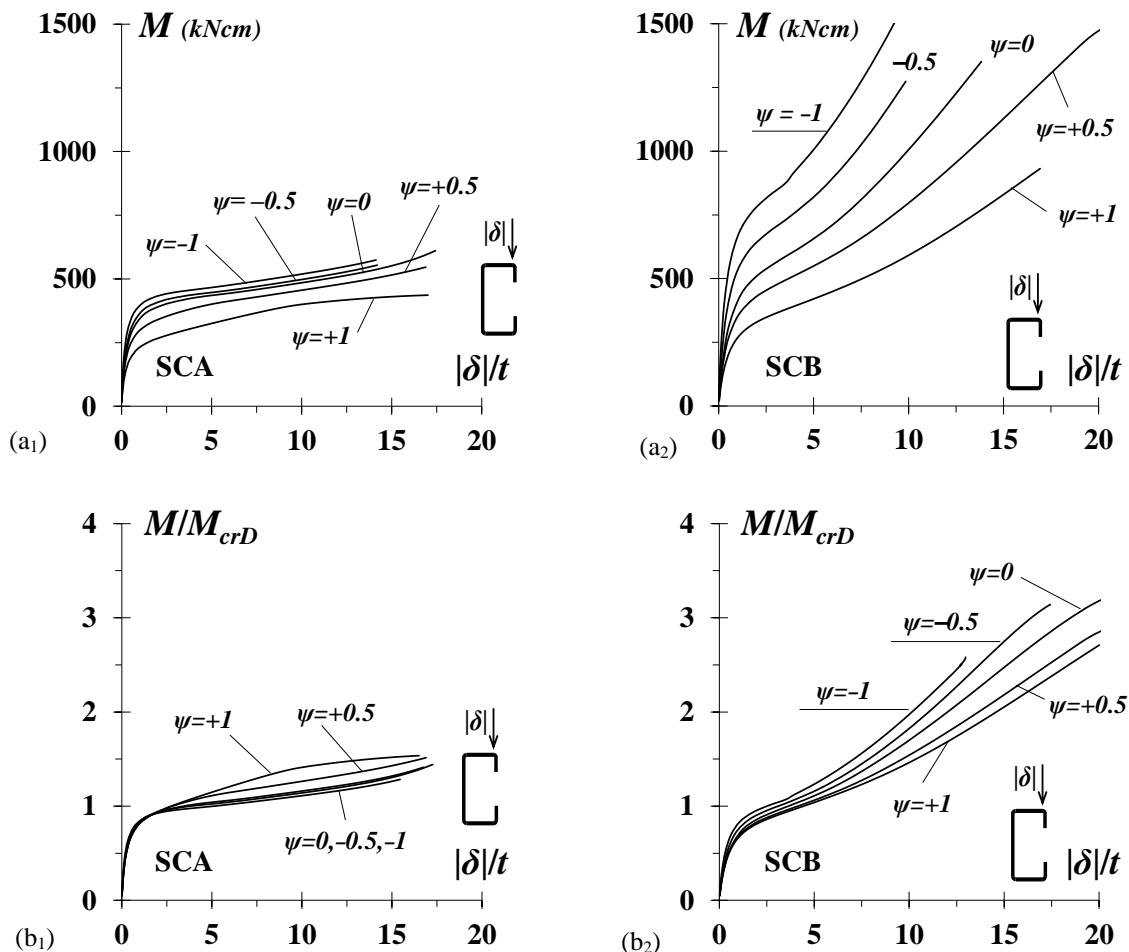 M (kNcm)
1500
1000
500
0
ψ=–1
ψ= –0.5
ψ=0
ψ=+0.5
ψ=+1
|δ|
SCA
|δ|/t
0 5 10 15 20
(a1)
M (kNcm)
1500
1000
500
0
ψ = –1
–0.5
ψ=0
ψ=+0.5
ψ=+1
|δ|
SCB
|δ|/t
0 5 10 15 20
(a2)
M/McrD
4
3
2
1
0
ψ=+1
ψ=+0.5
ψ=0,-0.5,-1
|δ|
SCA
|δ|/t
0 5 10 15 20
(b1)
M/McrD
4
3
2
1
0
ψ=0
ψ=–0.5
ψ=–1
ψ=+0.5
ψ=+1
|δ|
SCB
|δ|/t
0 5 10 15 20
(b2)